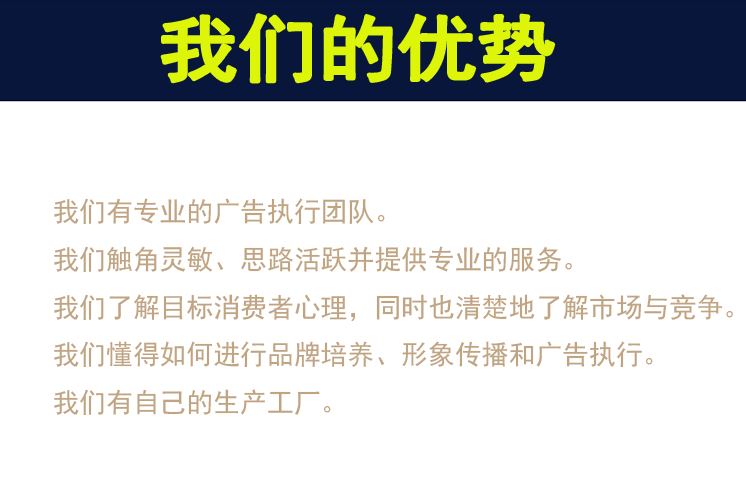 我们的优势
我们有专业的广告执行团队。
我们触角灵敏、思路活跃并提供专业的服务。
我们了解目标消费者心理，同时也清楚地了解市场与竞争。
我们懂得如何进行品牌培养、形象传播和广告执行。
我们有自己的生产工厂。